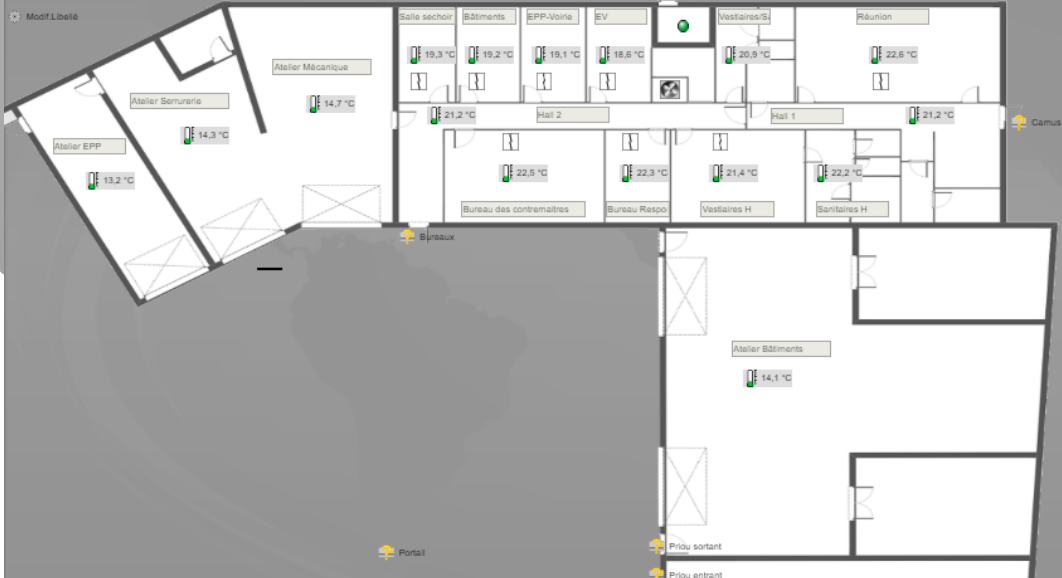 Modif.Libellé
Salle sechoir
Bâtiments
EPP-Voirie
EV
Vestiaires/Sa
Réunion
19,3 °C
19,2 °C
19,1 °C
18,6 °C
20,9 °C
22,6 °C
Atelier Mécanique
14,7 °C
Atelier Serrurerie
14,3 °C
Atelier EPP
13,2 °C
21,2 °C
Hall 2
Hall 1
21,2 °C
Camus
22,5 °C
22,3 °C
21,4 °C
22,2 °C
Bureau des contremaitres
Bureau Respo
Vestiaires H
Sanitaires H
Bureaux
Atelier Bâtiments
14,1 °C
Portail
Priou sortant
Priou entrant